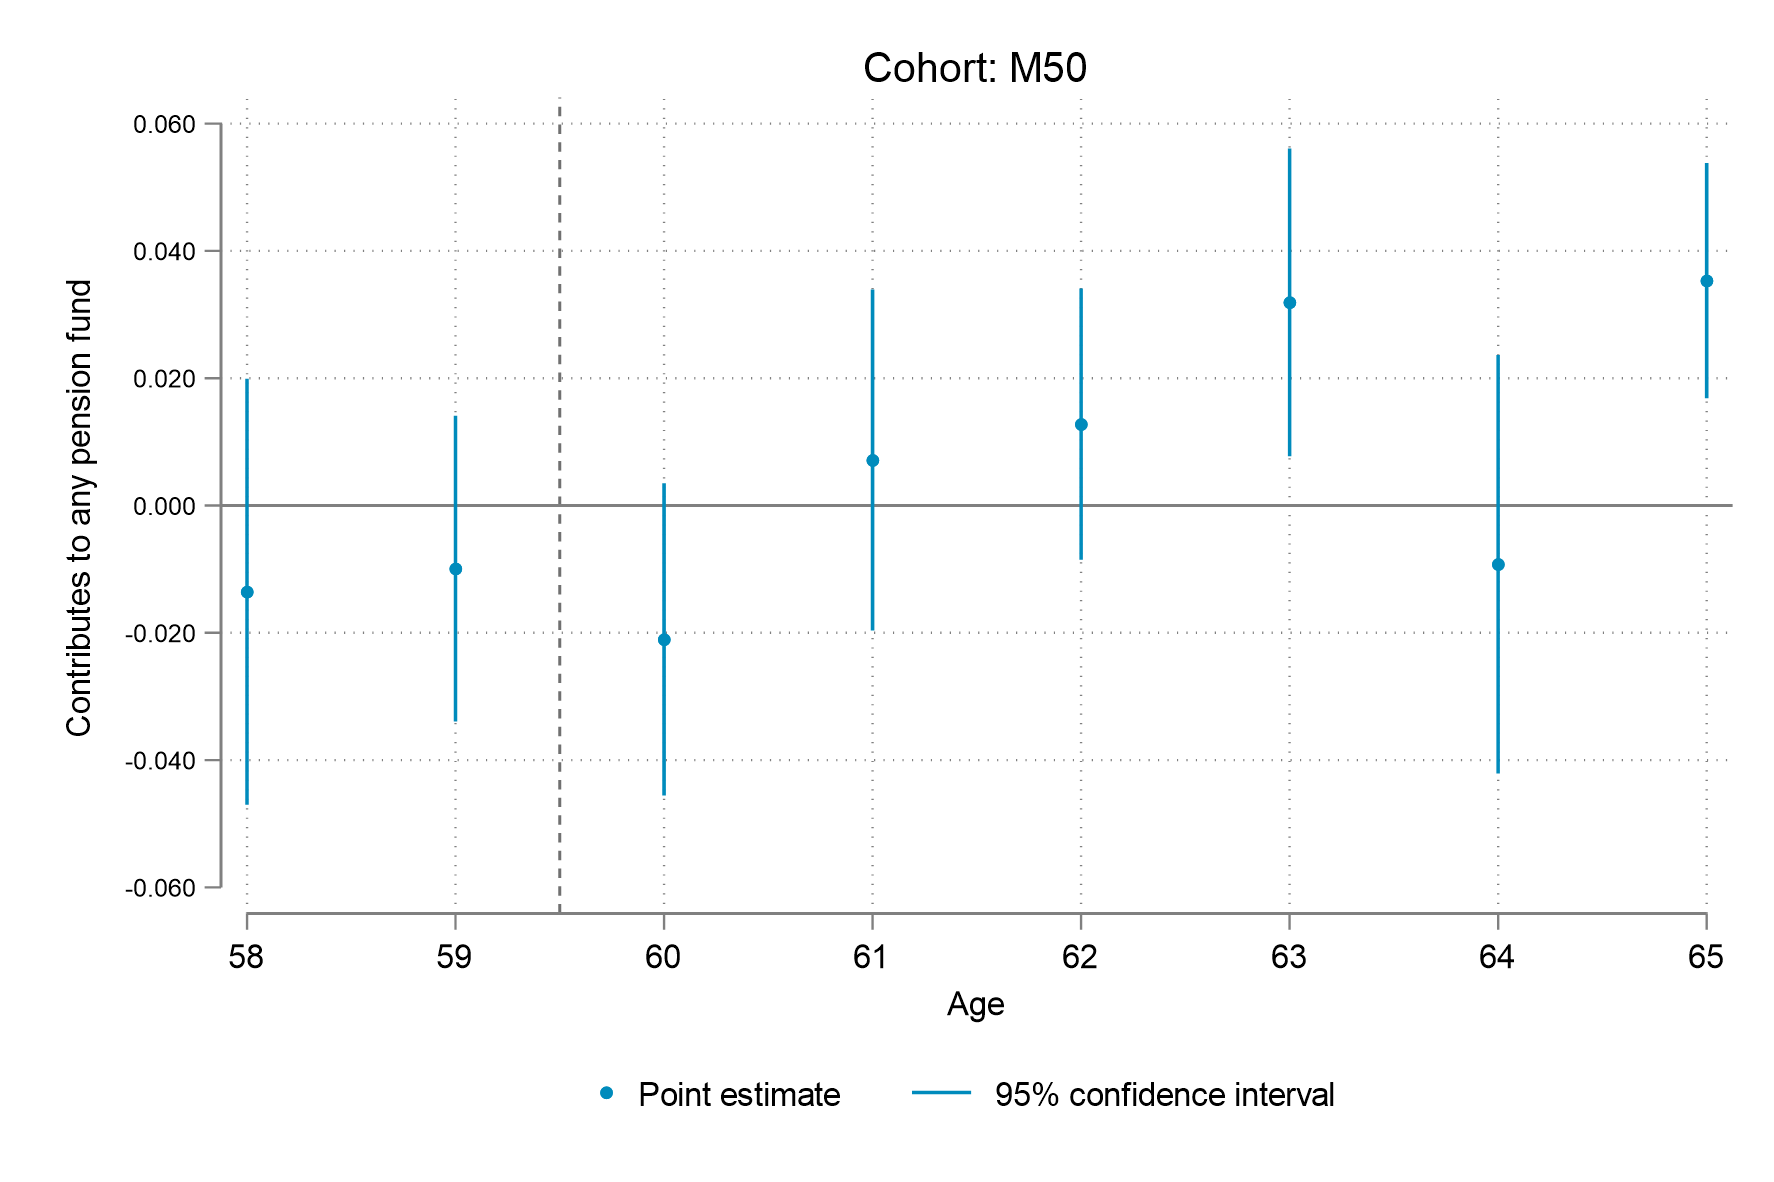 Cohort: M50
0.060
0.040
0.020
0.000
-0.020
-0.040
-0.060
Contributes to any pension fund
58 59 60 61 62 63 64 65
Age
Point estimate 95% confidence interval